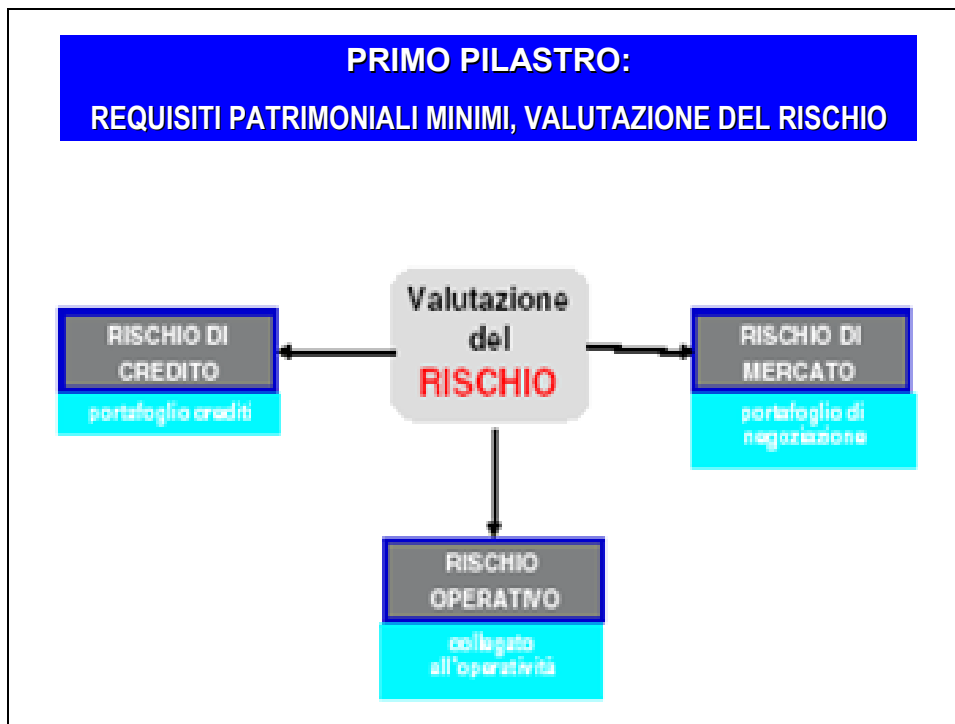 PRIMO PILASTRO:
REQUISITI PATRIMONIALI MINIMI, VALUTAZIONE DEL RISCHIO
Valutazione
del
RISCHIO
RISCHIO DI
CREDITO
portafoglio crediti
RISCHIO DI
MERCATO
portafoglio di
negoziazione
RISCHIO
OPERATIVO
collegato
all'operatività